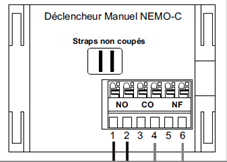 Déclencheur Manuel NEMO-C
Straps non coupés
NO CO NF
1 2 3 4 5 6